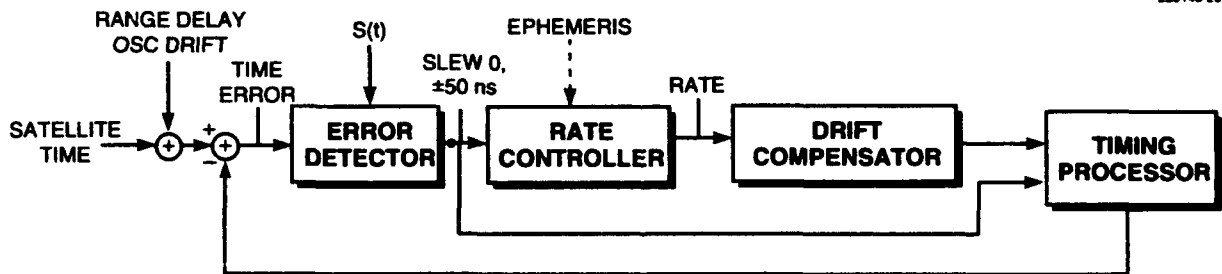 RANGE DELAY
OSC DRIFT
S(t)
EPHEMERIS
TIME
ERROR
SLEW 0,
±50 ns
RATE
SATELLITE
TIME
+
+
+
−
ERROR
DETECTOR
RATE
CONTROLLER
DRIFT
COMPENSATOR
TIMING
PROCESSOR